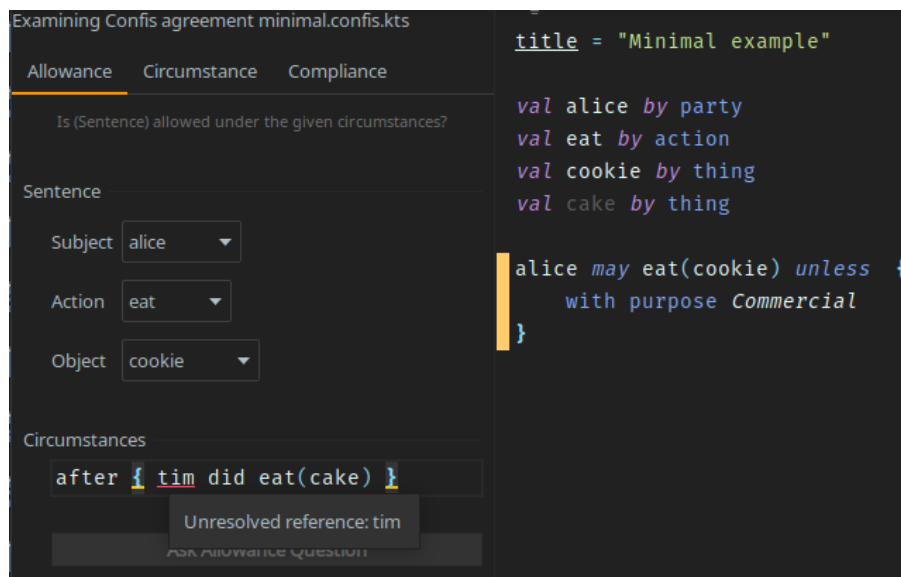 Examining Confis agreement minimal.confis.kts
Allowance Circumstance Compliance
Is (Sentence) allowed under the given circumstances?
Sentence
Subject alice
Action eat
Object cookie
Circumstances
after { tim did eat(cake) }
Unresolved reference: tim
Ask Allowance Question
title = "Minimal example"
val alice by party
val eat by action
val cookie by thing
val cake by thing
alice may eat(cookie) unless {
with purpose Commercial
}